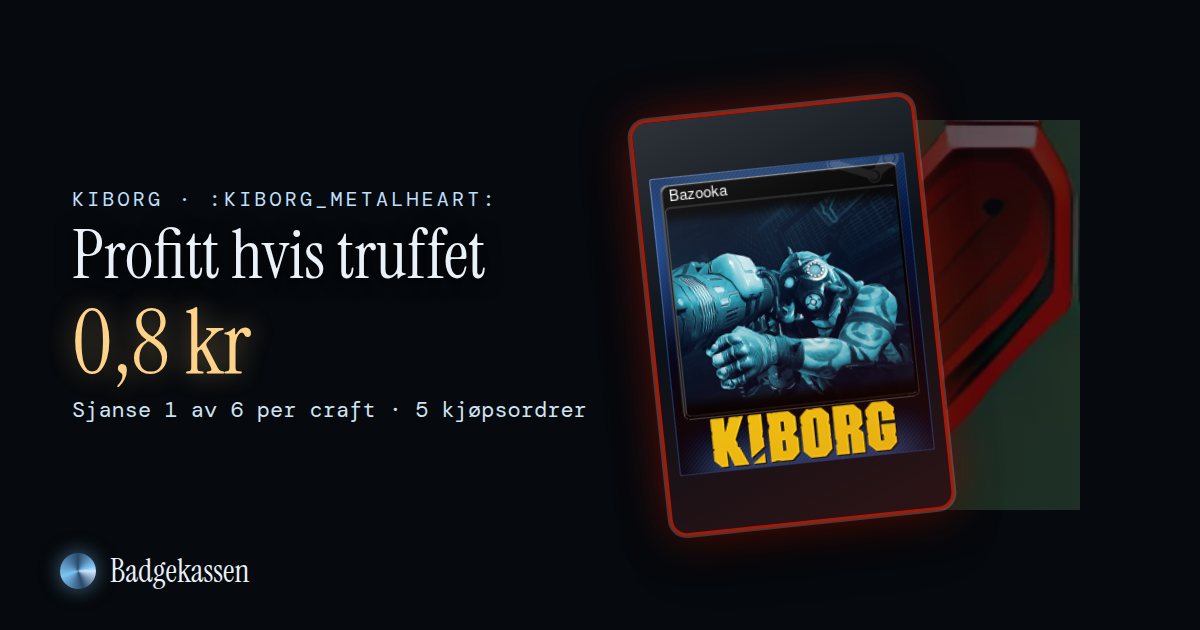 KIBORG · :KIBORG_METALHEART:
Profitt hvis truffet
0,8 kr
Sjanse 1 av 6 per craft · 5 kjøpsordrer
Badgekassen
Bazooka
KIBORG